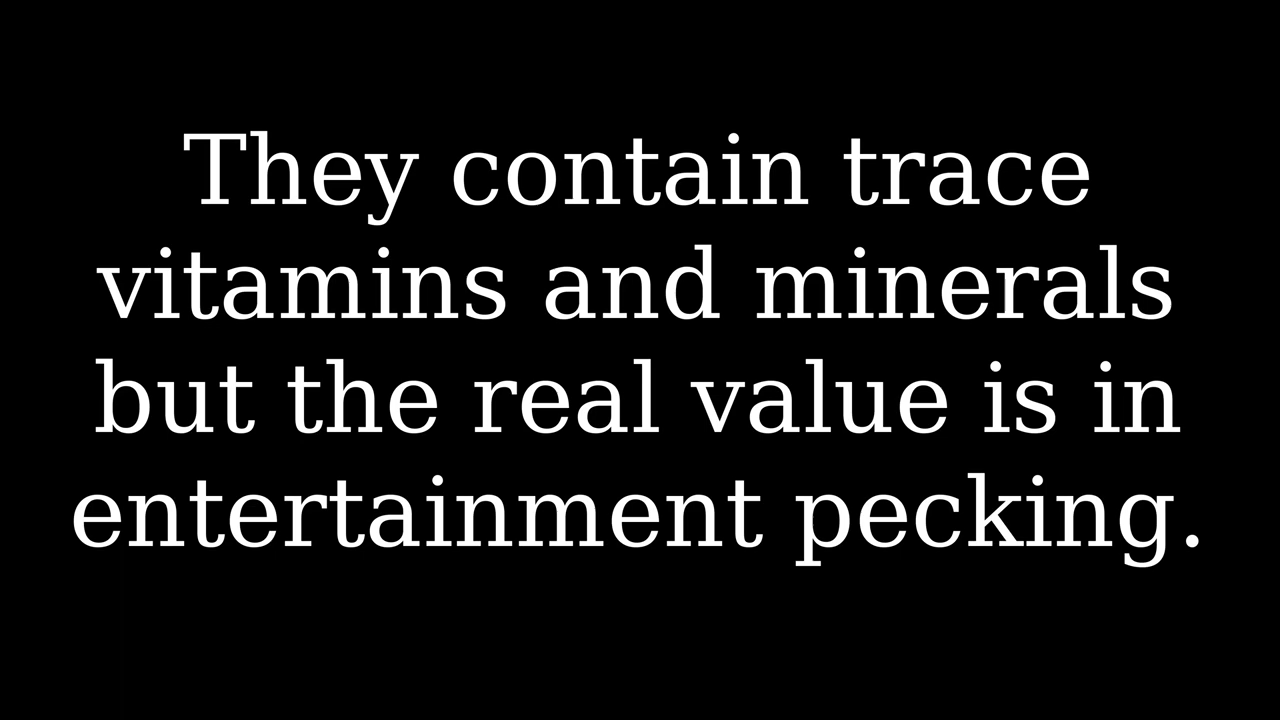 They contain trace
vitamins and minerals
but the real value is in
entertainment pecking.